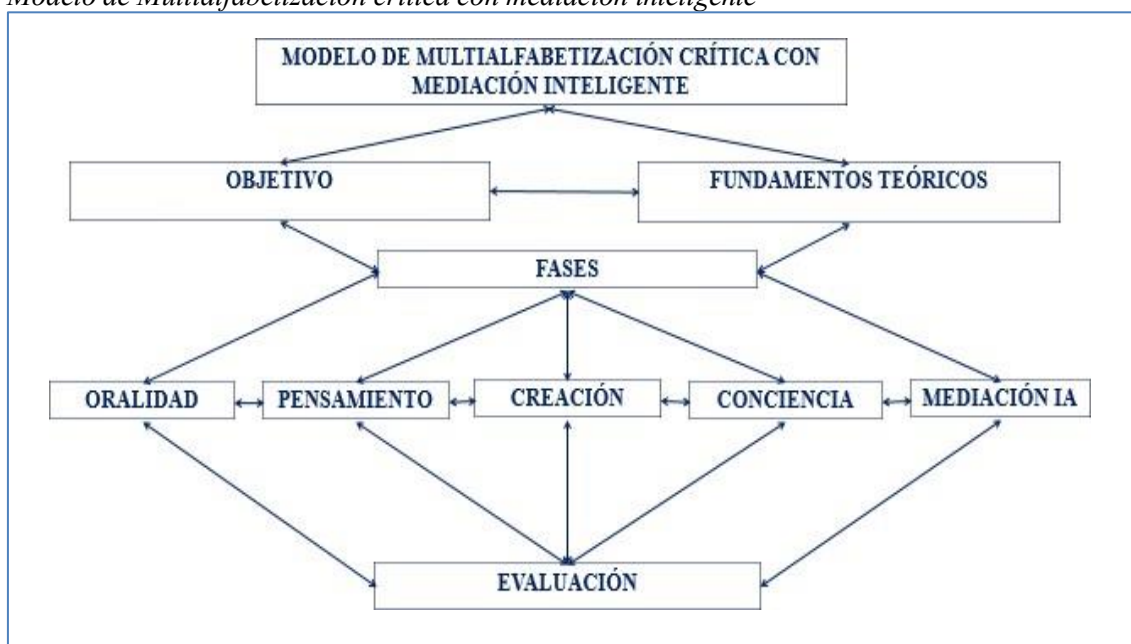 Modelo de Multialfabetización crítica con mediación inteligente
MODELO DE MULTIALFABETIZACIÓN CRÍTICA CON
MEDIACIÓN INTELIGENTE
OBJETIVO
FUNDAMENTOS TEÓRICOS
FASES
ORALIDAD
PENSAMIENTO
CREACIÓN
CONCIENCIA
MEDIACIÓN IA
EVALUACIÓN